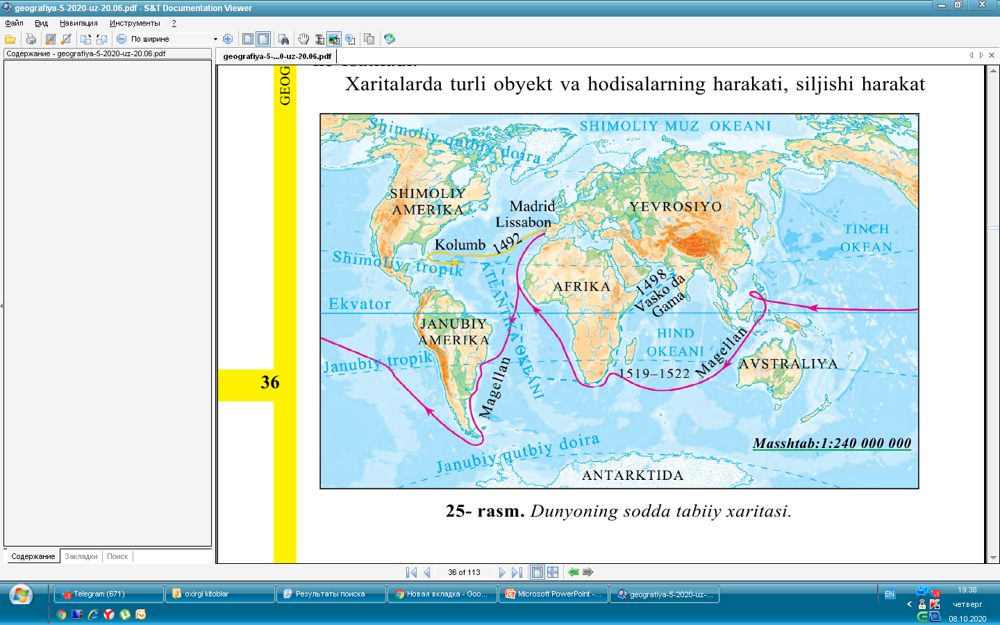 geografiya-5-2020-uz-20.06.pdf - S&T Documentation Viewer
Файл Вид Навигация Инструменты ?
По ширине
Содержание - geografiya-5-2020-uz-20.06.pdf
geografiya-5-...0-uz-20.06.pdf
GEOG
Xaritalarda turli obyekt va hodisalarning harakati, siljishi harakat
Shimoliy qutbiy doira
SHIMOLIY MUZ OKEANI
SHIMOLIY
AMERIKA
Madrid
Lissabon
YEVROSIYO
TINCH
OKEAN
Kolumb 1492
Shimoliy tropik
ATLANTIKA OKEANI
AFRIKA
1498
Vasko da
Gama
Ekvator
JANUBIY
AMERIKA
HIND
OKEANI
Magellan
Janubiy tropik
AVSTRALIYA
1519–1522
Magellan
36
Janubiy qutbiy doira
Masshtab:1:240 000 000
ANTARKTIDA
25- rasm. Dunyoning sodda tabiiy xaritasi.
Содержание Закладки Поиск
36 of 113
Telegram (671)
oxirgi kitoblar
Результаты поиска
Новая вкладка - Goo...
Microsoft PowerPoint -...
geografiya-5-2020-uz-...
EN
19:38
четверг
08.10.2020